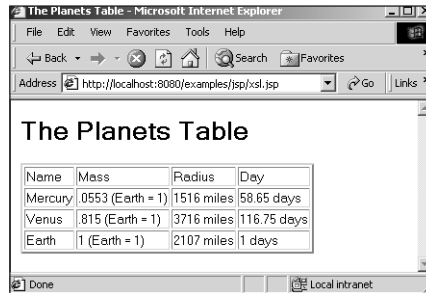 The Planets Table - Microsoft Internet Explorer
File Edit View Favorites Tools Help
Back Search Favorites
Address http://localhost:8080/examples/jsp/xsl.jsp Go Links
The Planets Table
Name Mass Radius Day
Mercury .0553 (Earth = 1) 1516 miles 58.65 days
Venus .815 (Earth = 1) 3716 miles 116.75 days
Earth 1 (Earth = 1) 2107 miles 1 days
Done Local intranet